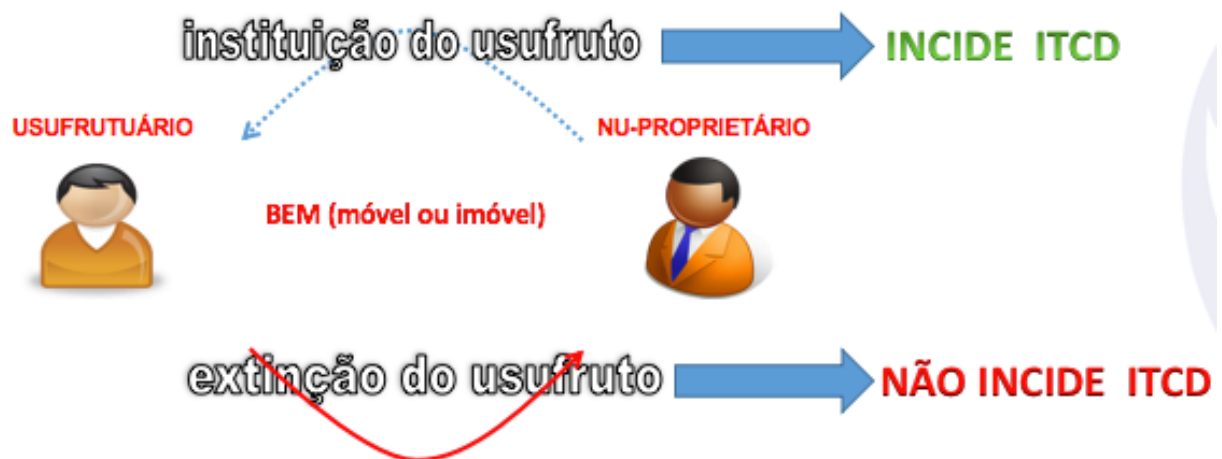 instituição do usufruto INCIDE ITCD
USUFRUTUÁRIO NU-PROPRIETÁRIO
BEM (móvel ou imóvel)
extinção do usufruto NÃO INCIDE ITCD